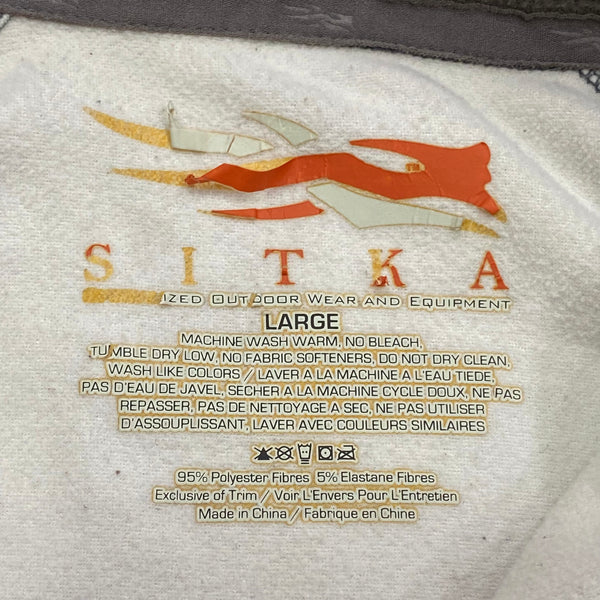 TM
SITKA
IZED OUTDOOR WEAR AND EQUIPMENT
LARGE
MACHINE WASH WARM, NO BLEACH,
TUMBLE DRY LOW, NO FABRIC SOFTENERS, DO NOT DRY CLEAN,
WASH LIKE COLORS / LAVER A LA MACHINE A L'EAU TIEDE,
PAS D'EAU DE JAVEL, SECHER A LA MACHINE CYCLE DOUX, NE PAS
REPASSER, PAS DE NETTOYAGE A SEC, NE PAS UTILISER
D'ASSOUPLISSANT, LAVER AVEC COULEURS SIMILAIRES
95% Polyester Fibres 5% Elastane Fibres
Exclusive of Trim / Voir L'Envers Pour L'Entretien
Made in China / Fabrique en Chine